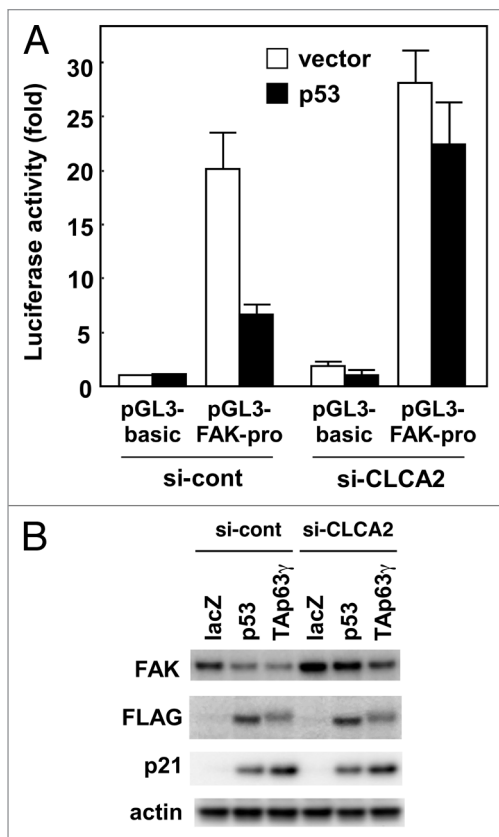 A
Luciferase activity (fold)
30
25
20
15
10
5
0
vector
p53
pGL3-
basic
pGL3-
FAK-pro
pGL3-
basic
pGL3-
FAK-pro
si-cont
si-CLCA2
B
si-cont si-CLCA2
lacZ p53 TAp63γ lacZ p53 TAp63γ
FAK
FLAG
p21
actin